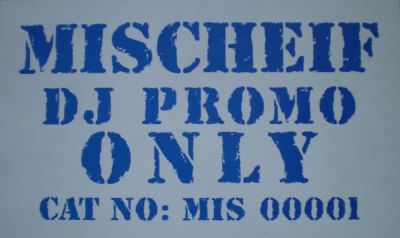 MISCHEIF
DJ PROMO
ONLY
CAT NO: MIS 00001